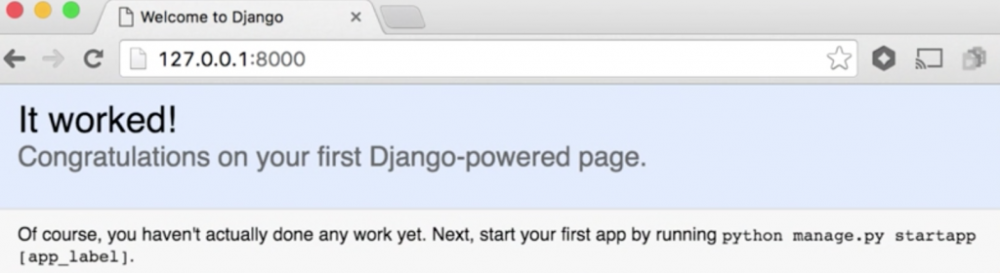 Welcome to Django
127.0.0.1:8000
It worked!
Congratulations on your first Django-powered page.
Of course, you haven't actually done any work yet. Next, start your first app by running python manage.py startapp
[app_label].